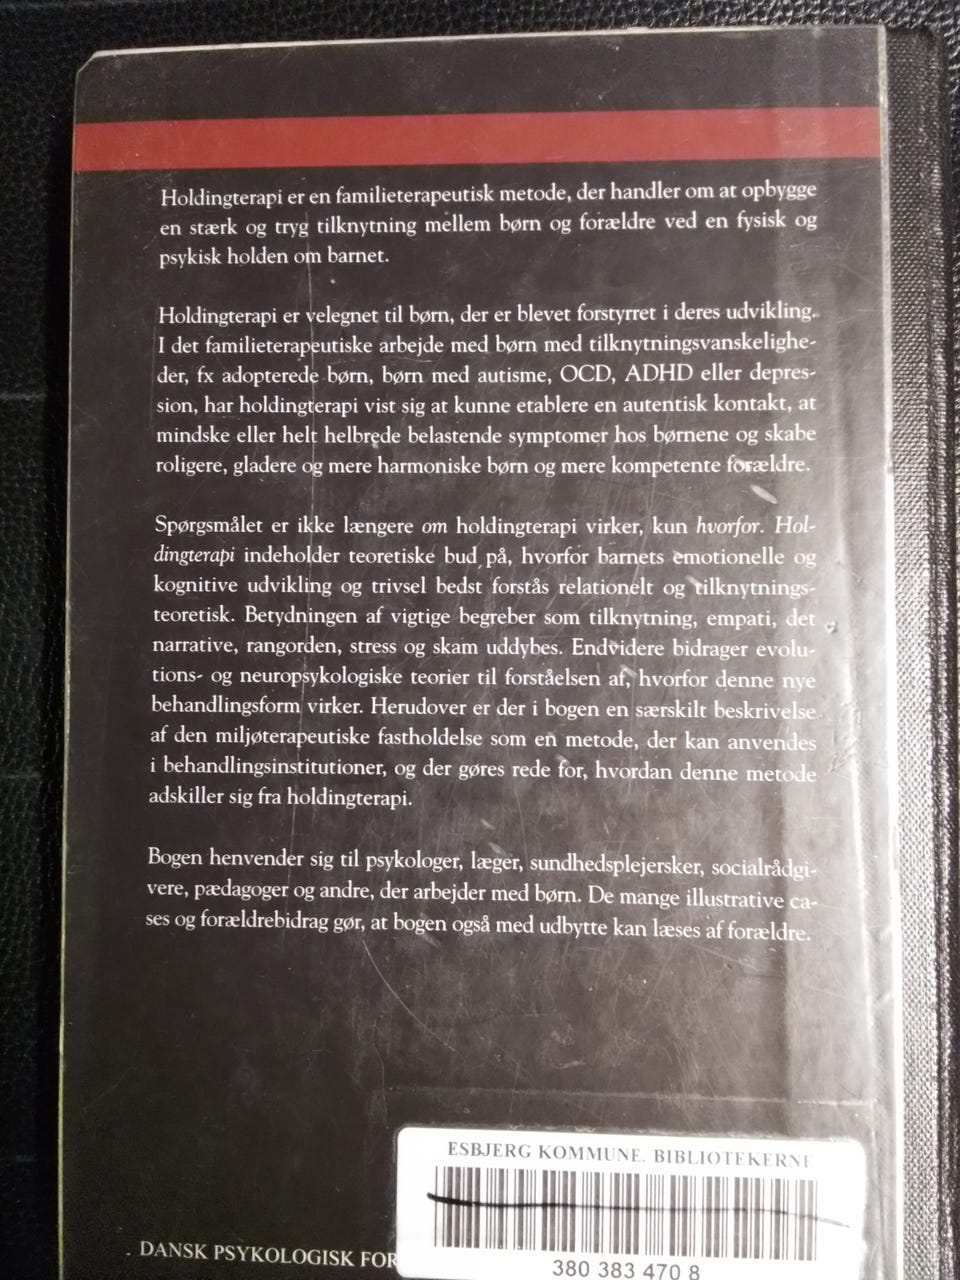 Holdingterapi er en familieterapeutisk metode, der handler om at opbygge
en stærk og tryg tilknytning mellem børn og forældre ved en fysisk og
psykisk holden om barnet.
Holdingterapi er velegnet til børn, der er blevet forstyrret i deres udvikling.
I det familieterapeutiske arbejde med børn med tilknytningsvanskelighe-
der, fx adopterede børn, børn med autisme, OCD, ADHD eller depres-
sion, har holdingterapi vist sig at kunne etablere en autentisk kontakt, at
mindske eller helt helbrede belastende symptomer hos børnene og skabe
roligere, gladere og mere harmoniske børn og mere kompetente forældre.
Spørgsmålet er ikke længere om holdingterapi virker, kun hvorfor. Hol-
dingterapi indeholder teoretiske bud på, hvorfor barnets emotionelle og
kognitive udvikling og trivsel bedst forstås relationelt og tilknytnings-
teoretisk. Betydningen af vigtige begreber som tilknytning, empati, det
narrative, rangorden, stress og skam uddybes. Endvidere bidrager evolu-
tions- og neuropsykologiske teorier til forståelsen af, hvorfor denne nye
behandlingsform virker. Herudover er der i bogen en særskilt beskrivelse
af den miljøterapeutiske fastholdelse som en metode, der kan anvendes
i behandlingsinstitutioner, og der gøres rede for, hvordan denne metode
adskiller sig fra holdingterapi.
Bogen henvender sig til psykologer, læger, sundhedsplejersker, socialrådgi-
vere, pædagoger og andre, der arbejder med børn. De mange illustrative ca-
ses og forældrebidrag gør, at bogen også med udbytte kan læses af forældre.
ESBJERG KOMMUNE. BIBLIOTEKERNE
380 383 470 8
DANSK PSYKOLOGISK FOR